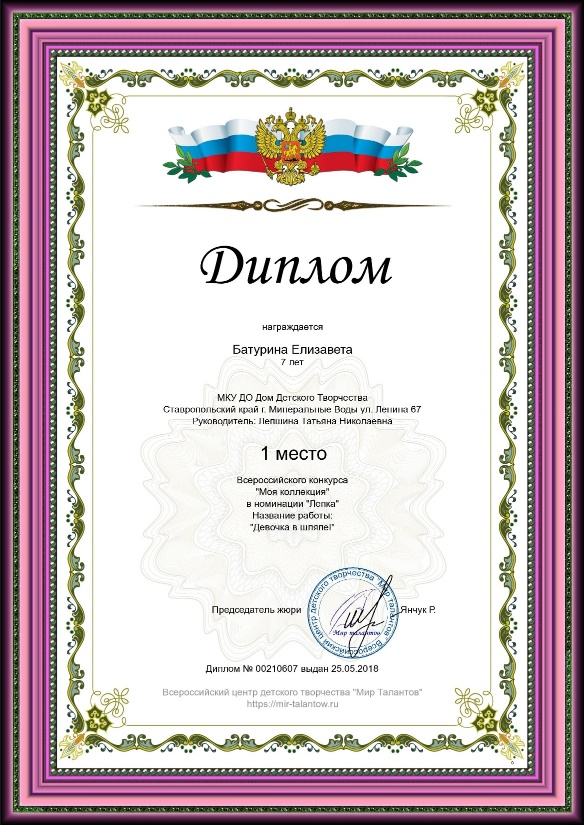 Диплом
награждается
Батурина Елизавета
7 лет
МКУ ДО Дом Детского Творчества
Ставропольский край г. Минеральные Воды ул. Ленина 67
Руководитель: Лепшина Татьяна Николаевна
1 место
Всероссийского конкурса
"Моя коллекция"
в номинации "Лепка"
Название работы:
"Девочка в шляпе!"
Председатель жюри
Всероссийский центр детского творчества "Мир талантов"
Мир талантов
Янчук Р.
Диплом № 00210607 выдан 25.05.2018
Всероссийский центр детского творчества "Мир Талантов"
https://mir-talantow.ru